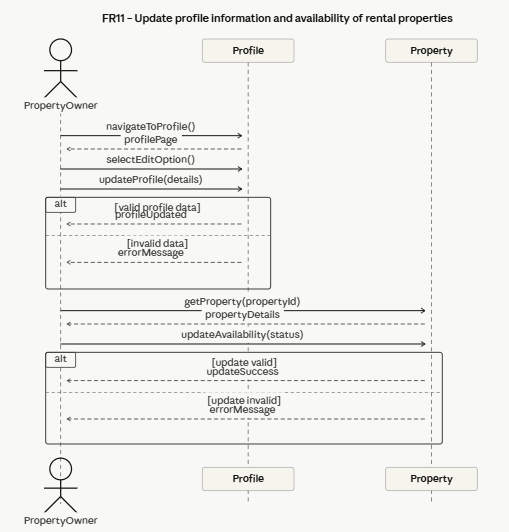 FR11 – Update profile information and availability of rental properties
Profile
Property
PropertyOwner
navigateToProfile()
profilePage
selectEditOption()
updateProfile(details)
alt
[valid profile data]
profileUpdated
[invalid data]
errorMessage
getProperty(propertyId)
propertyDetails
updateAvailability(status)
alt
[update valid]
updateSuccess
[update invalid]
errorMessage
Profile
Property
PropertyOwner